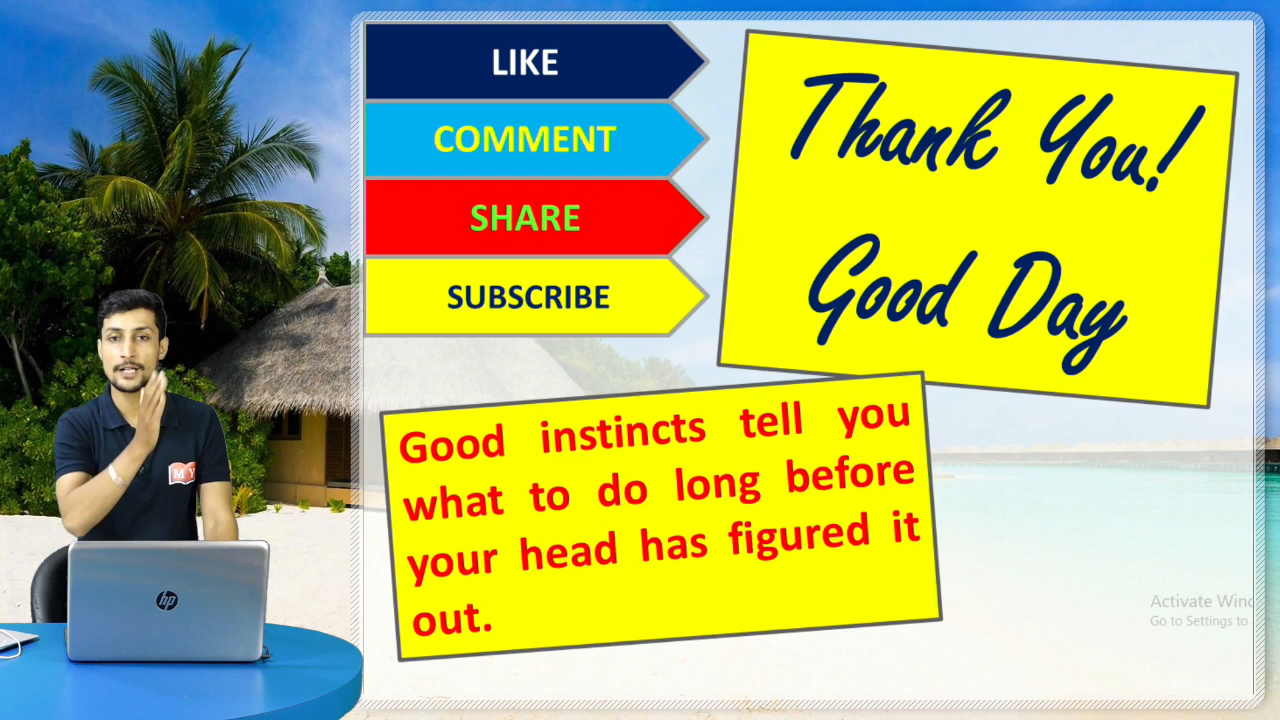 LIKE
COMMENT
SHARE
SUBSCRIBE
Thank You!
Good Day
Good instincts tell you
what to do long before
your head has figured it
out.
MY
hp
Activate
Go to Settings to